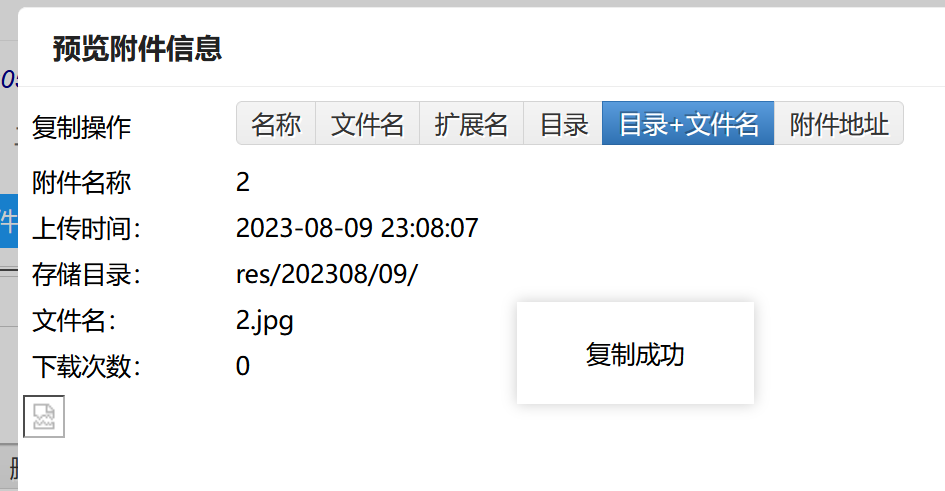 预览附件信息
复制操作 名称 文件名 扩展名 目录 目录+文件名 附件地址
附件名称 2
上传时间： 2023-08-09 23:08:07
存储目录： res/202308/09/
文件名： 2.jpg
复制成功
下载次数： 0
件